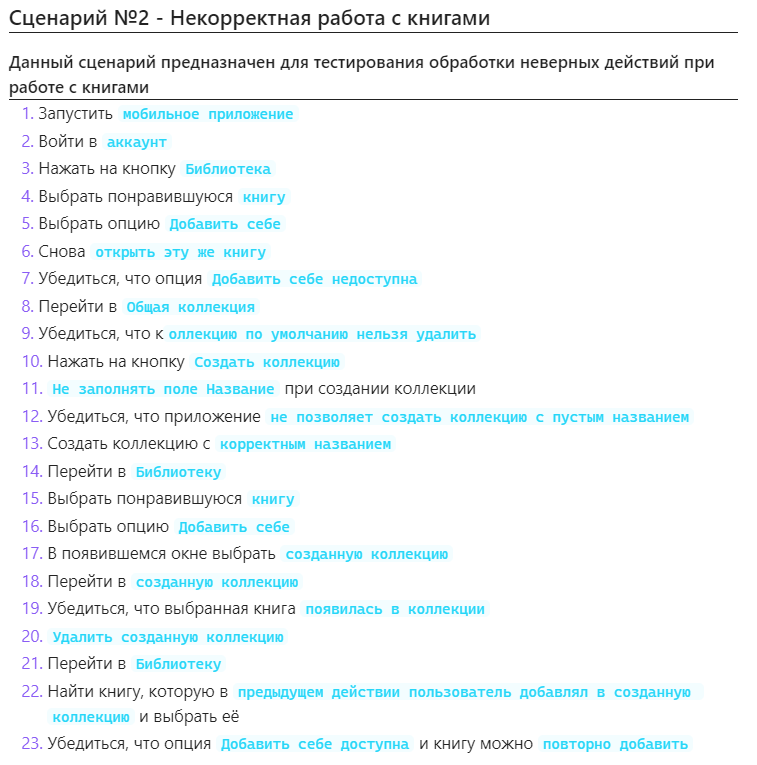 Сценарий №2 - Некорректная работа с книгами
Данный сценарий предназначен для тестирования обработки неверных действий при
работе с книгами
1. Запустить мобильное приложение
2. Войти в аккаунт
3. Нажать на кнопку Библиотека
4. Выбрать понравившуюся книгу
5. Выбрать опцию Добавить себе
6. Снова открыть эту же книгу
7. Убедиться, что опция Добавить себе недоступна
8. Перейти в Общая коллекция
9. Убедиться, что коллекцию по умолчанию нельзя удалить
10. Нажать на кнопку Создать коллекцию
11. Не заполнять поле Название при создании коллекции
12. Убедиться, что приложение не позволяет создать коллекцию с пустым названием
13. Создать коллекцию с корректным названием
14. Перейти в Библиотеку
15. Выбрать понравившуюся книгу
16. Выбрать опцию Добавить себе
17. В появившемся окне выбрать созданную коллекцию
18. Перейти в созданную коллекцию
19. Убедиться, что выбранная книга появилась в коллекции
20. Удалить созданную коллекцию
21. Перейти в Библиотеку
22. Найти книгу, которую в предыдущем действии пользователь добавлял в созданную
коллекцию и выбрать её
23. Убедиться, что опция Добавить себе доступна и книгу можно повторно добавить